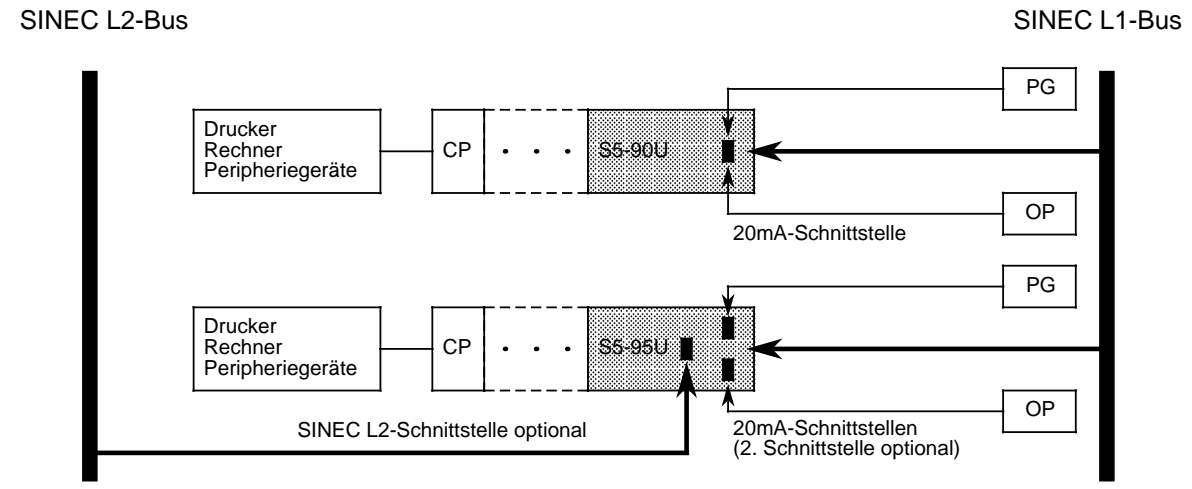 SINEC L2-Bus
SINEC L1-Bus
PG
Drucker
Rechner
Peripheriegeräte
CP
S5-90U
OP
20mA-Schnittstelle
PG
Drucker
Rechner
Peripheriegeräte
CP
S5-95U
OP
SINEC L2-Schnittstelle optional
20mA-Schnittstellen
(2. Schnittstelle optional)